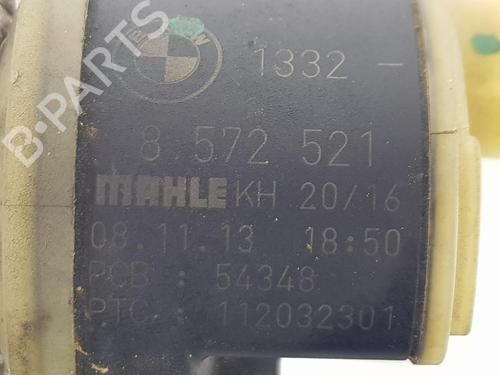 B M W
1332 -
8 572 521
MAHLE KH 20/16
08.11.13 18:50
PCB : 54348
PTC : 112032301
B-PARTS